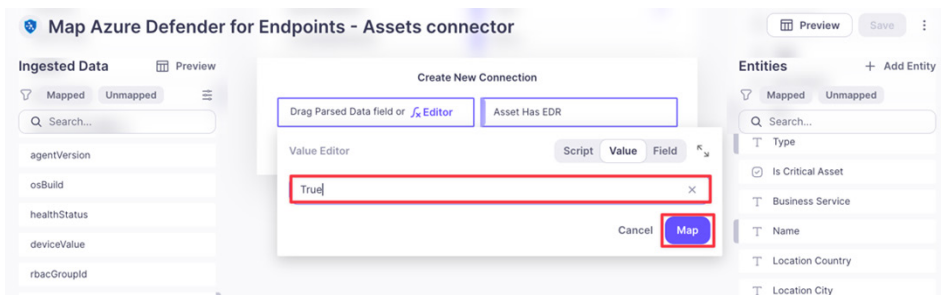 Map Azure Defender for Endpoints - Assets connector
Preview
Save
Ingested Data
Preview
Mapped
Unmapped
Search...
agentVersion
osBuild
healthStatus
deviceValue
rbacGroupId
Create New Connection
Drag Parsed Data field or fx Editor
Asset Has EDR
Value Editor
Script
Value
Field
True
Cancel
Map
Entities
+ Add Entity
Mapped
Unmapped
Search...
T Type
Is Critical Asset
T Business Service
T Name
T Location Country
T Location City